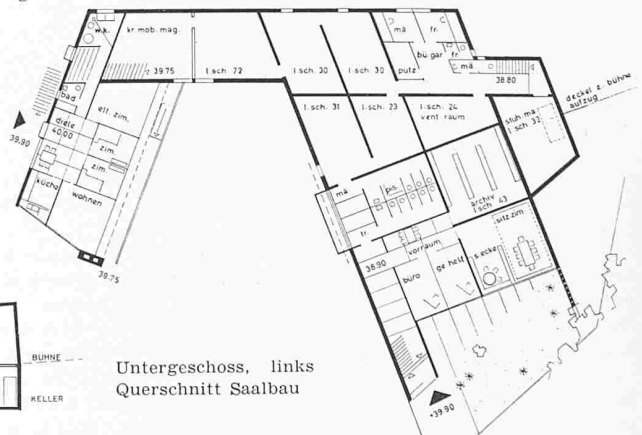 w.k.
kr. mob. mag.
39.75
l. sch. 72
l. sch. 30
l. sch. 30
mä
fr.
bü.gar
putz
fr.
mä
38.80
deckel z. bühne
aufzug
l. sch. 31
l. sch. 23
l. sch. 24
vent. raum
stuh ma
l. sch. 32
bad
39.90
diele
40.00
elt. zim.
zim.
zim.
küche
wohnen
39.75
mä
pis.
fr.
archiv
l. sch 43
sitz. zim
38.90
vorraum
büro
ge. helf.
s.ecke
+39.90
BÜHNE
KELLER
Untergeschoss, links
Querschnitt Saalbau